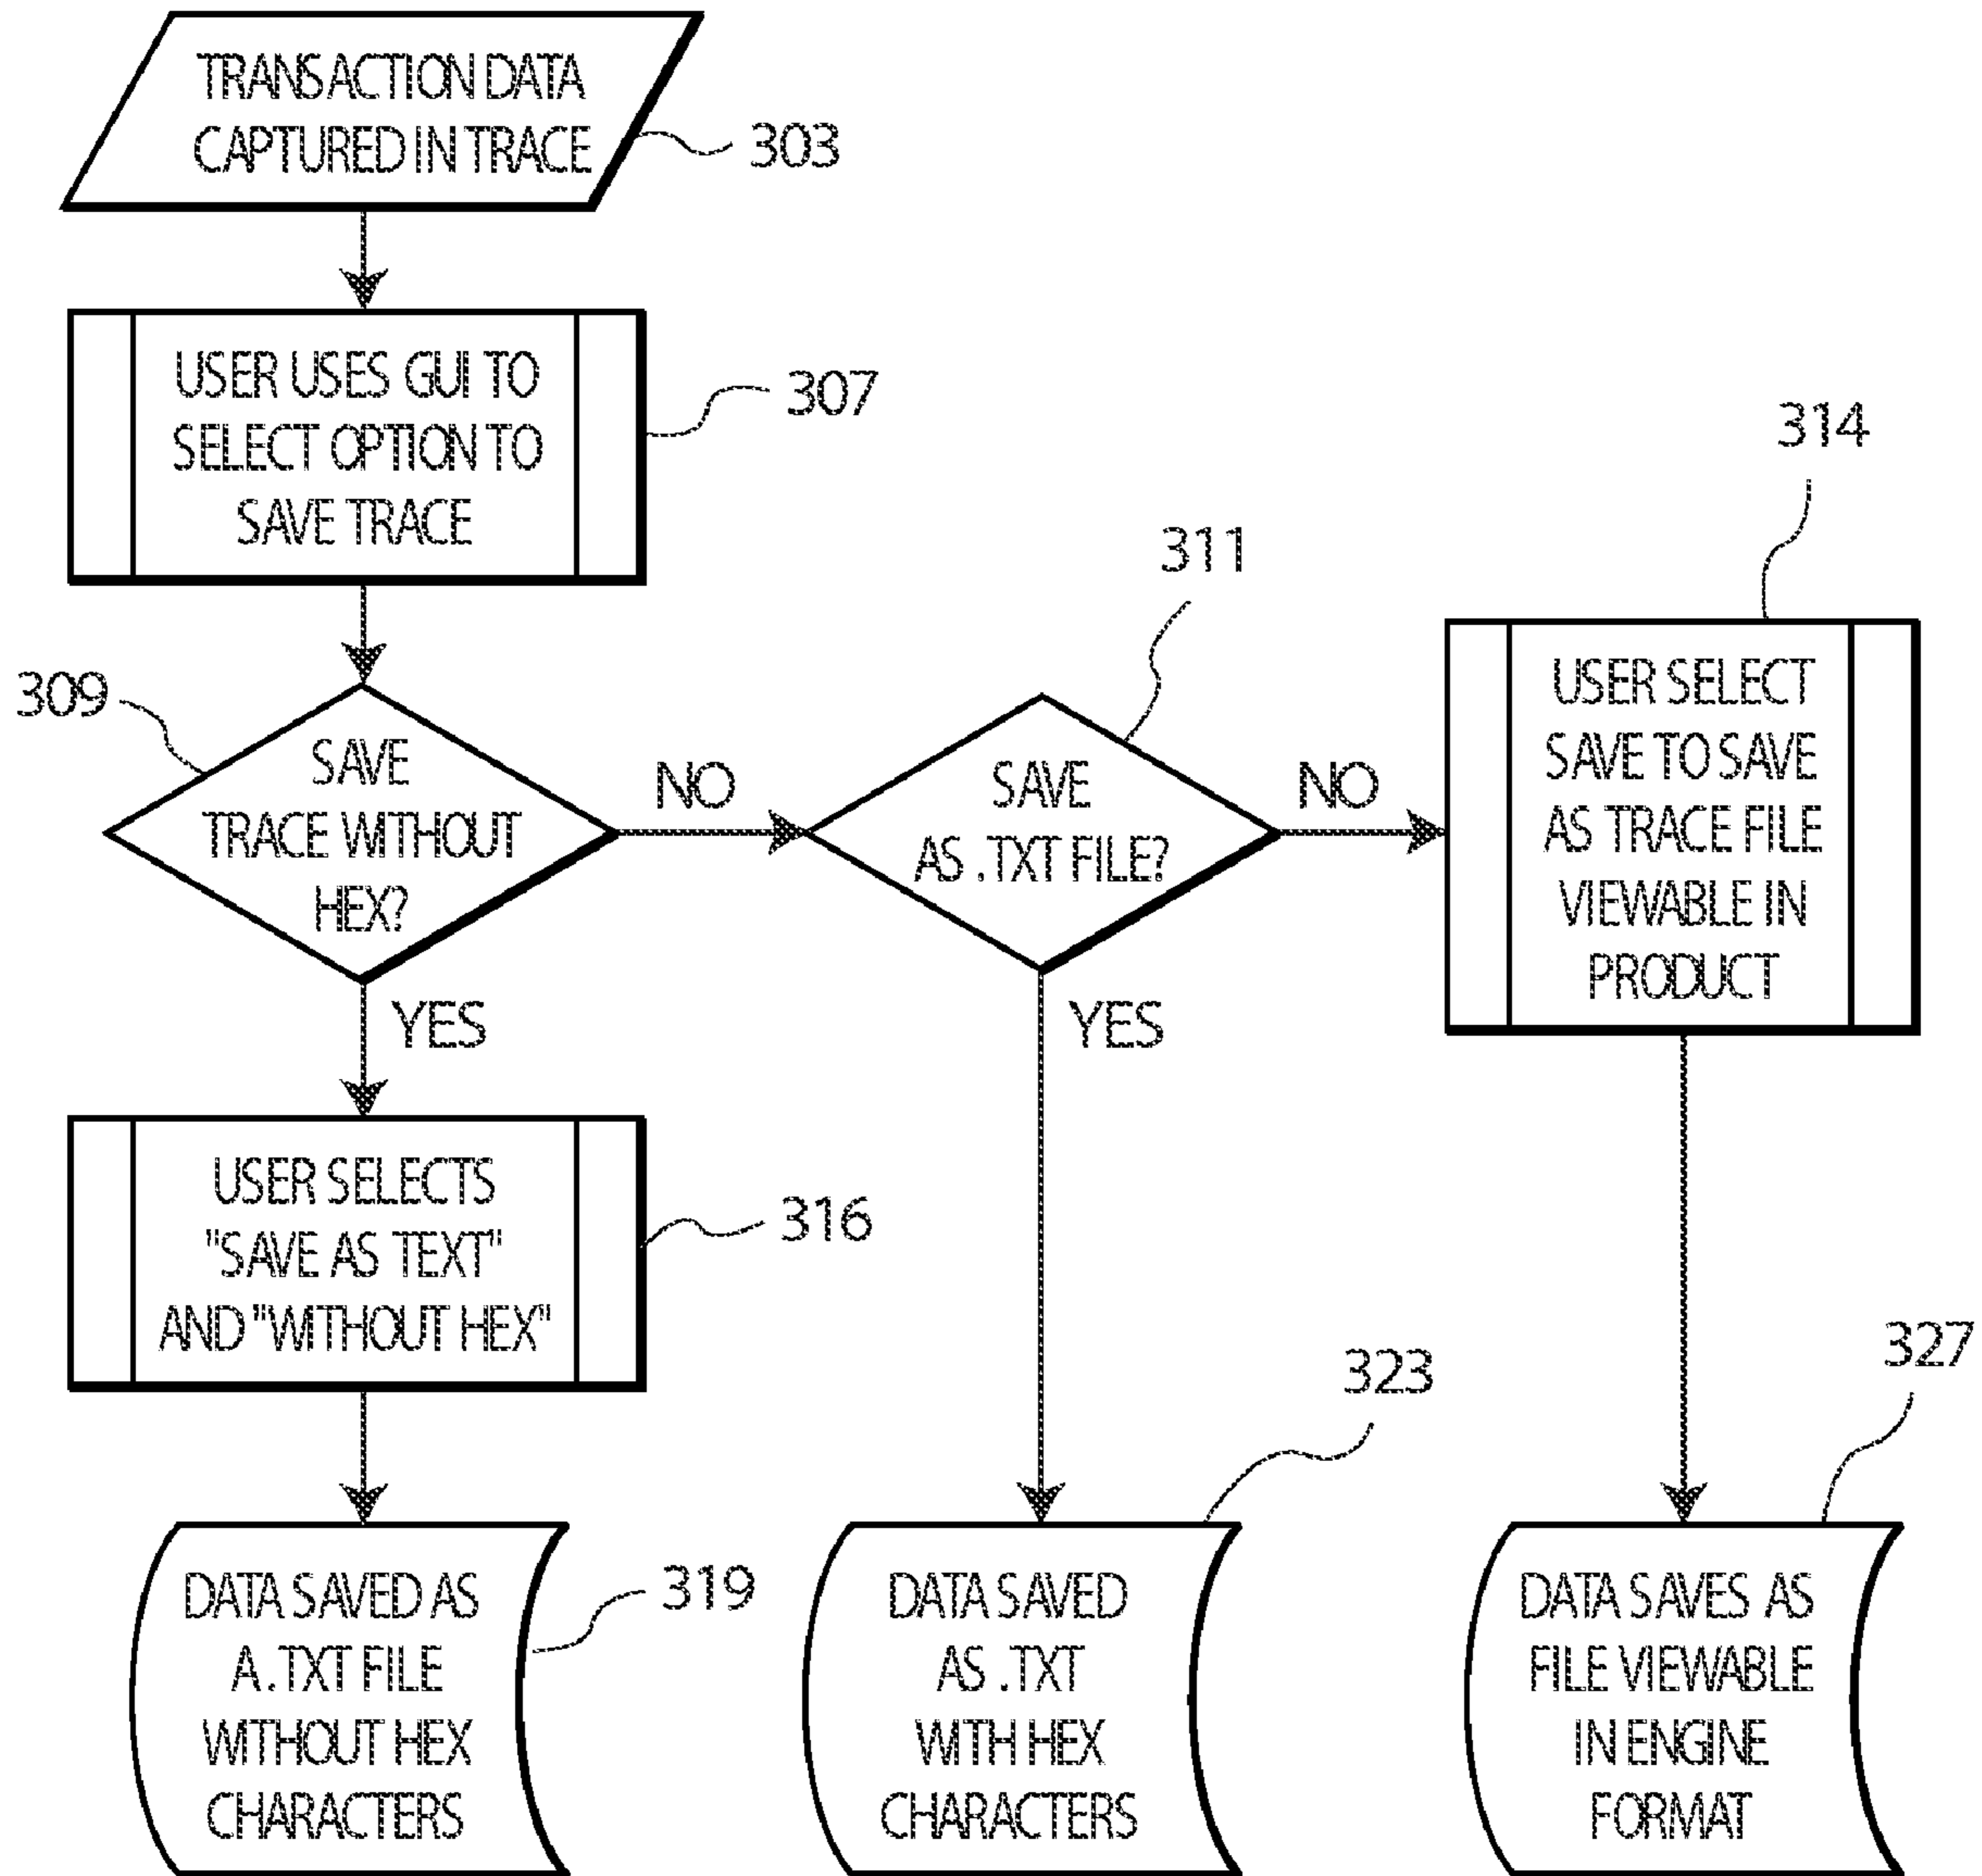 TRANSACTION DATA
CAPTURED IN TRACE
303
USER USES GUI TO
SELECT OPTION TO
SAVE TRACE
307
309
SAVE
TRACE WITHOUT
HEX?
NO
YES
311
SAVE
AS .TXT FILE?
NO
YES
314
USER SELECT
SAVE TO SAVE
AS TRACE FILE
VIEWABLE IN
PRODUCT
USER SELECTS
"SAVE AS TEXT"
AND "WITHOUT HEX"
316
DATA SAVED AS
A .TXT FILE
WITHOUT HEX
CHARACTERS
319
323
DATA SAVED
AS .TXT
WITH HEX
CHARACTERS
327
DATA SAVES AS
FILE VIEWABLE
IN ENGINE
FORMAT